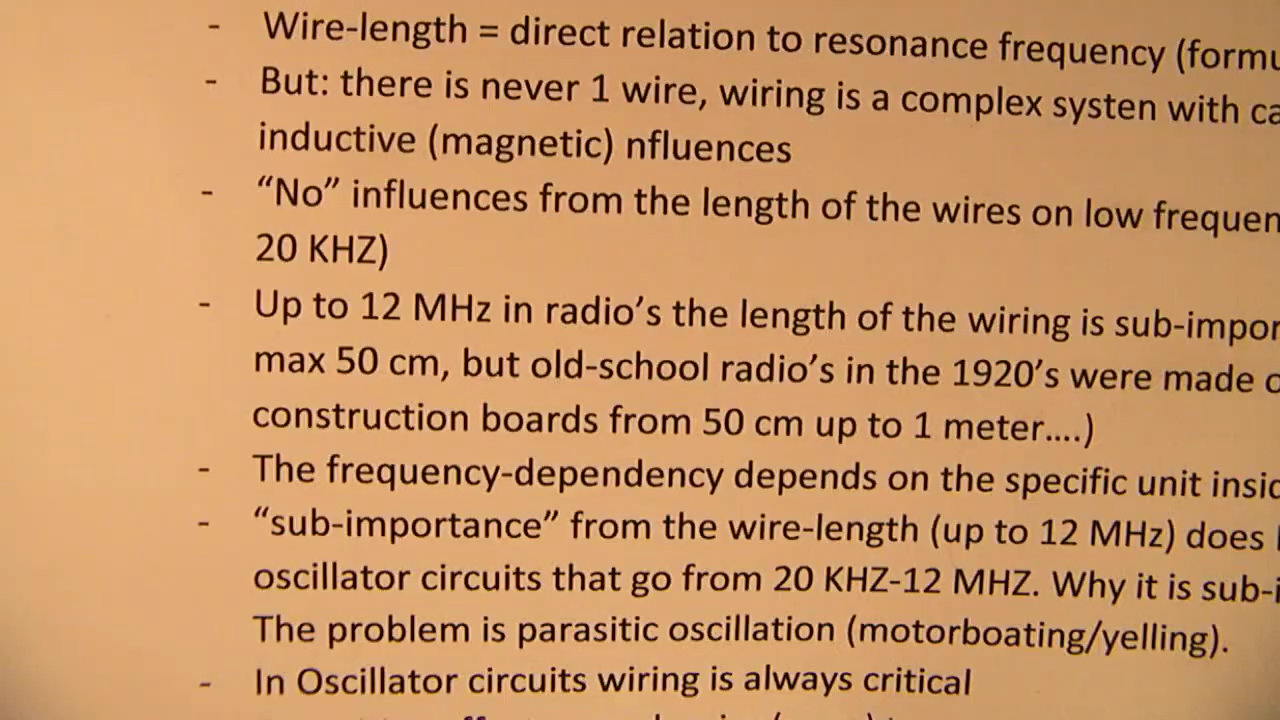 - Wire-length = direct relation to resonance frequency (formu
- But: there is never 1 wire, wiring is a complex systen with ca
inductive (magnetic) nfluences
- “No” influences from the length of the wires on low frequen
20 KHZ)
- Up to 12 MHz in radio’s the length of the wiring is sub-impor
max 50 cm, but old-school radio’s in the 1920’s were made o
construction boards from 50 cm up to 1 meter….)
- The frequency-dependency depends on the specific unit insid
- “sub-importance” from the wire-length (up to 12 MHz) does
oscillator circuits that go from 20 KHZ-12 MHZ. Why it is sub-i
The problem is parasitic oscillation (motorboating/yelling).
- In Oscillator circuits wiring is always critical